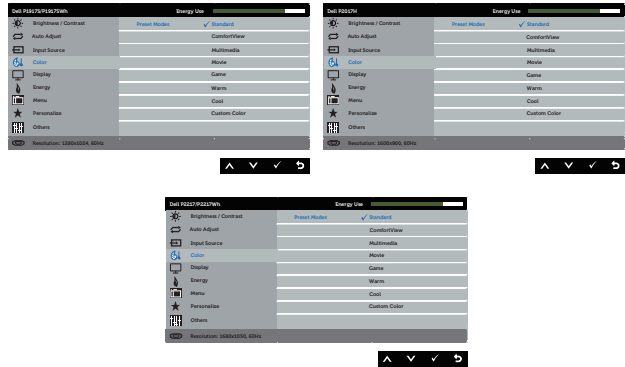 Dell P1917S/P1917SWh Energy Use
Brightness / Contrast Preset Modes ✓ Standard
Auto Adjust ComfortView
Input Source Multimedia
Color Movie
Display Game
Energy Warm
Menu Cool
Personalize Custom Color
Others
Resolution: 1280x1024, 60Hz
Dell P2017H Energy Use
Brightness / Contrast Preset Modes ✓ Standard
Auto Adjust ComfortView
Input Source Multimedia
Color Movie
Display Game
Energy Warm
Menu Cool
Personalize Custom Color
Others
Resolution: 1600x900, 60Hz
Dell P2217/P2217Wh Energy Use
Brightness / Contrast Preset Modes ✓ Standard
Auto Adjust ComfortView
Input Source Multimedia
Color Movie
Display Game
Energy Warm
Menu Cool
Personalize Custom Color
Others
Resolution: 1680x1050, 60Hz